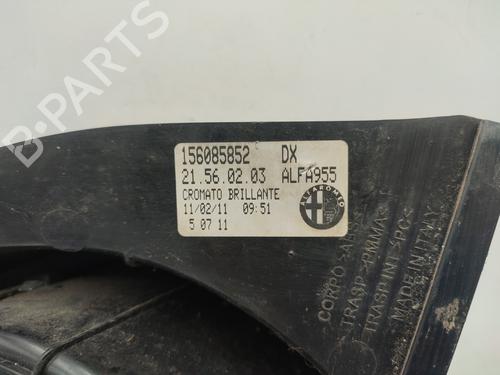 156085852 DX
21.56.02.03 ALFA955
CROMATO BRILLANTE
11/02/11 09:51
5 07 11
ALFA ROMEO
CORPO >ABS<
TRASP >PMMA<
TRASP INT >PC<
MADE IN ITALY
B-PARTS